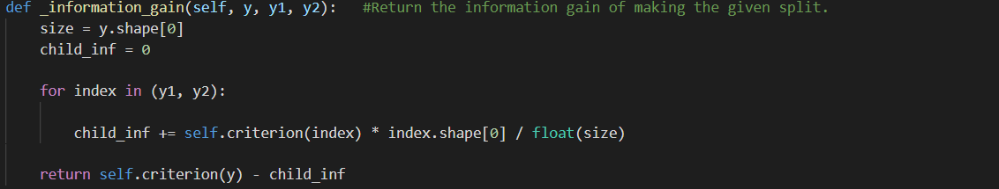 def _information_gain(self, y, y1, y2):   #Return the information gain of making the given split.
    size = y.shape[0]
    child_inf = 0

    for index in (y1, y2):

        child_inf += self.criterion(index) * index.shape[0] / float(size)

    return self.criterion(y) - child_inf